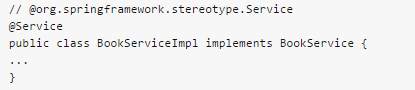 // @org.springframework.stereotype.Service
@Service
public class BookServiceImpl implements BookService {
...
}